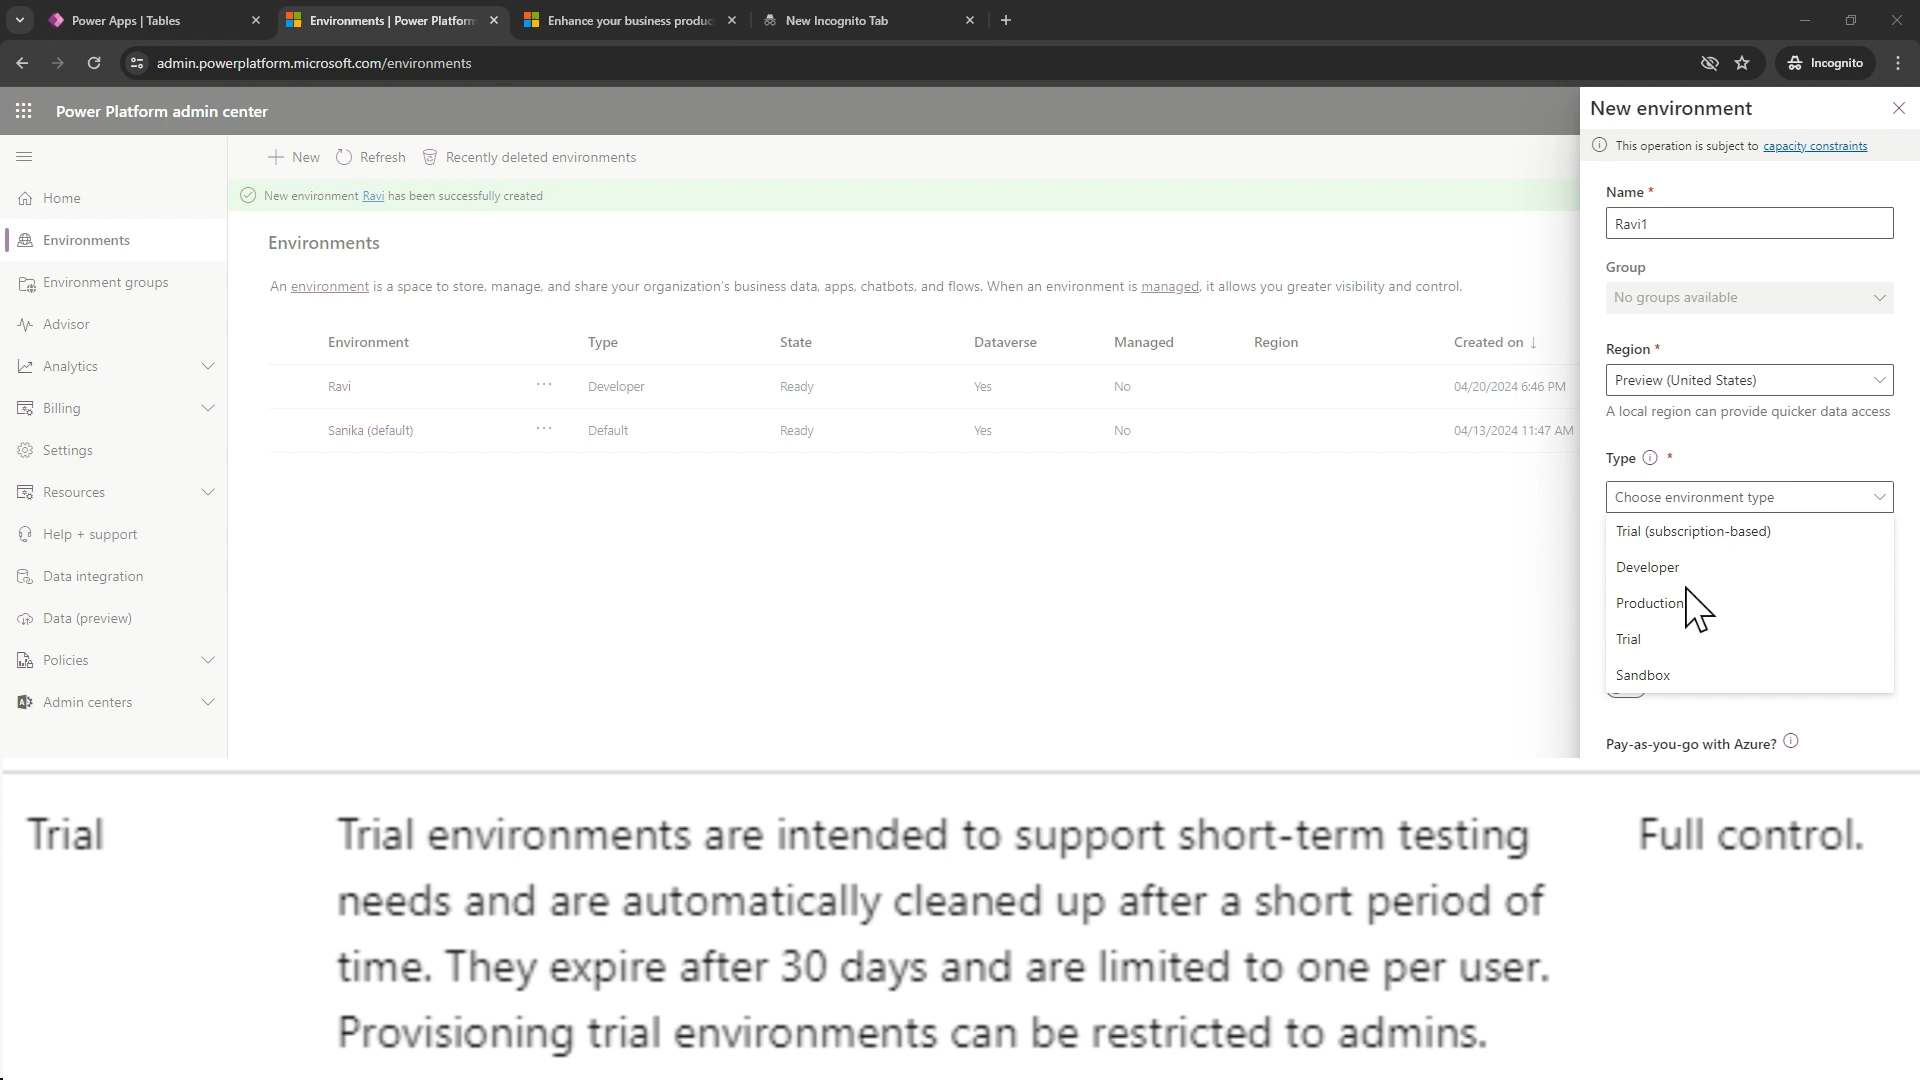 Power Apps | Tables
Environments | Power Platform
Enhance your business produc
New Incognito Tab
admin.powerplatform.microsoft.com/environments
Incognito
Power Platform admin center
New
Refresh
Recently deleted environments
New environment Ravi has been successfully created
Home
Environments
Environment groups
Advisor
Analytics
Billing
Settings
Resources
Help + support
Data integration
Data (preview)
Policies
Admin centers
Environments
An environment is a space to store, manage, and share your organization's business data, apps, chatbots, and flows. When an environment is managed, it allows you greater visibility and control.
Environment Type State Dataverse Managed Region Created on ↓
Ravi ... Developer Ready Yes No 04/20/2024 6:46 PM
Sanika (default) ... Default Ready Yes No 04/13/2024 11:47 AM
New environment
This operation is subject to capacity constraints
Name *
Ravi1
Group
No groups available
Region *
Preview (United States)
A local region can provide quicker data access
Type *
Choose environment type
Trial (subscription-based)
Developer
Production
Trial
Sandbox
Pay-as-you-go with Azure?
Trial
Trial environments are intended to support short-term testing
needs and are automatically cleaned up after a short period of
time. They expire after 30 days and are limited to one per user.
Provisioning trial environments can be restricted to admins.
Full control.